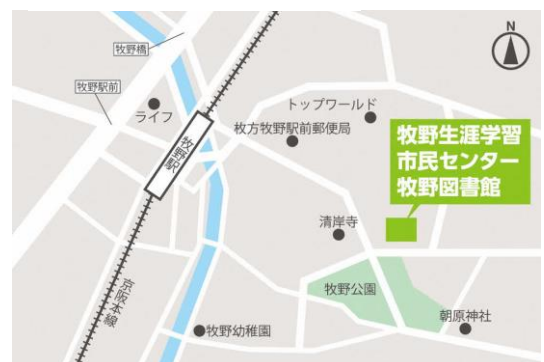 N
牧野橋
牧野駅前
ライフ
トップワールド
枚方牧野駅前郵便局
牧野生涯学習
市民センター
牧野図書館
牧野駅
清岸寺
牧野公園
京阪本線
朝原神社
牧野幼稚園